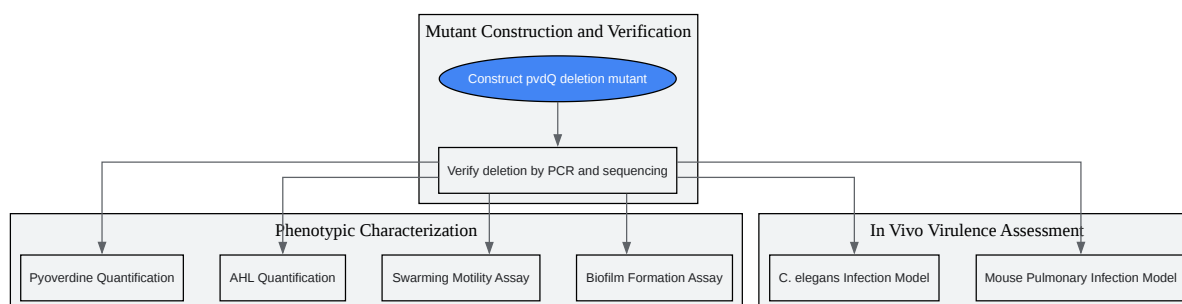 Mutant Construction and Verification
Construct pvdQ deletion mutant
Verify deletion by PCR and sequencing
Phenotypic Characterization
In Vivo Virulence Assessment
Pyoverdine Quantification
AHL Quantification
Swarming Motility Assay
Biofilm Formation Assay
C. elegans Infection Model
Mouse Pulmonary Infection Model